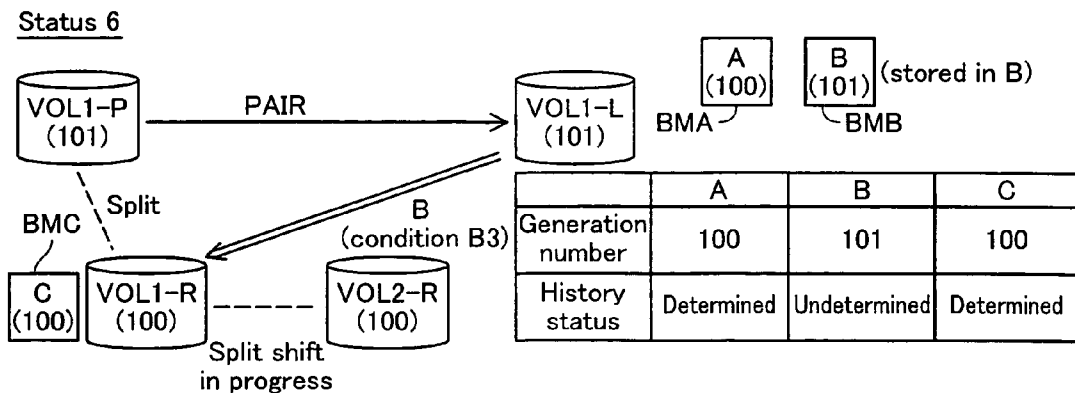 Status 6
VOL1-P
(101)
PAIR
VOL1-L
(101)
A
(100)
B
(101)
(stored in B)
BMA
BMB
Split
BMC
C
(100)
VOL1-R
(100)
B
(condition B3)
VOL2-R
(100)
Split shift
in progress
A B C
Generation
number
100 101 100
History
status
Determined Undetermined Determined